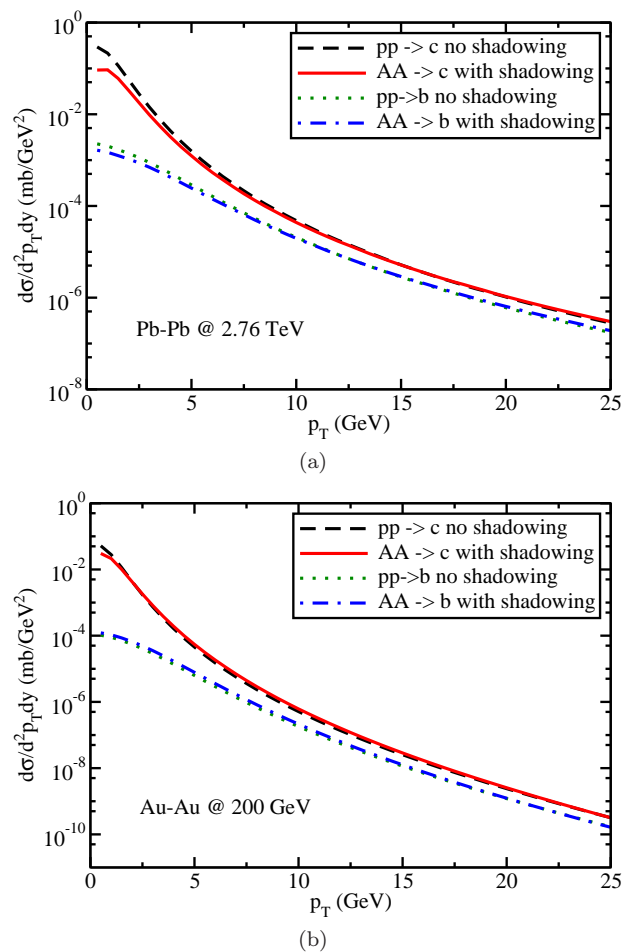 10^0
10^-2
10^-4
10^-6
10^-8
dσ/d²p_T dy (mb/GeV²)
pp -> c no shadowing
AA -> c with shadowing
pp->b no shadowing
AA -> b with shadowing
Pb-Pb @ 2.76 TeV
0 5 10 15 20 25
p_T (GeV)
(a)
10^0
10^-2
10^-4
10^-6
10^-8
10^-10
dσ/d²p_T dy (mb/GeV²)
pp -> c no shadowing
AA -> c with shadowing
pp->b no shadowing
AA -> b with shadowing
Au-Au @ 200 GeV
0 5 10 15 20 25
p_T (GeV)
(b)